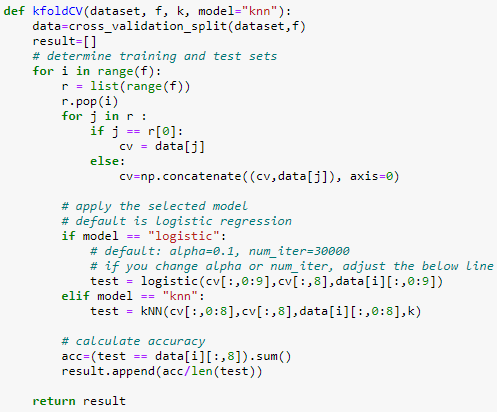 def kfoldCV(dataset, f, k, model="knn"):
    data=cross_validation_split(dataset,f)
    result=[]
    # determine training and test sets
    for i in range(f):
        r = list(range(f))
        r.pop(i)
        for j in r :
            if j == r[0]:
                cv = data[j]
            else:
                cv=np.concatenate((cv,data[j]), axis=0)

        # apply the selected model
        # default is logistic regression
        if model == "logistic":
            # default: alpha=0.1, num_iter=30000
            # if you change alpha or num_iter, adjust the below line
            test = logistic(cv[:,0:9],cv[:,8],data[i][:,0:9])
        elif model == "knn":
            test = kNN(cv[:,0:8],cv[:,8],data[i][:,0:8],k)

        # calculate accuracy
        acc=(test == data[i][:,8]).sum()
        result.append(acc/len(test))

    return result